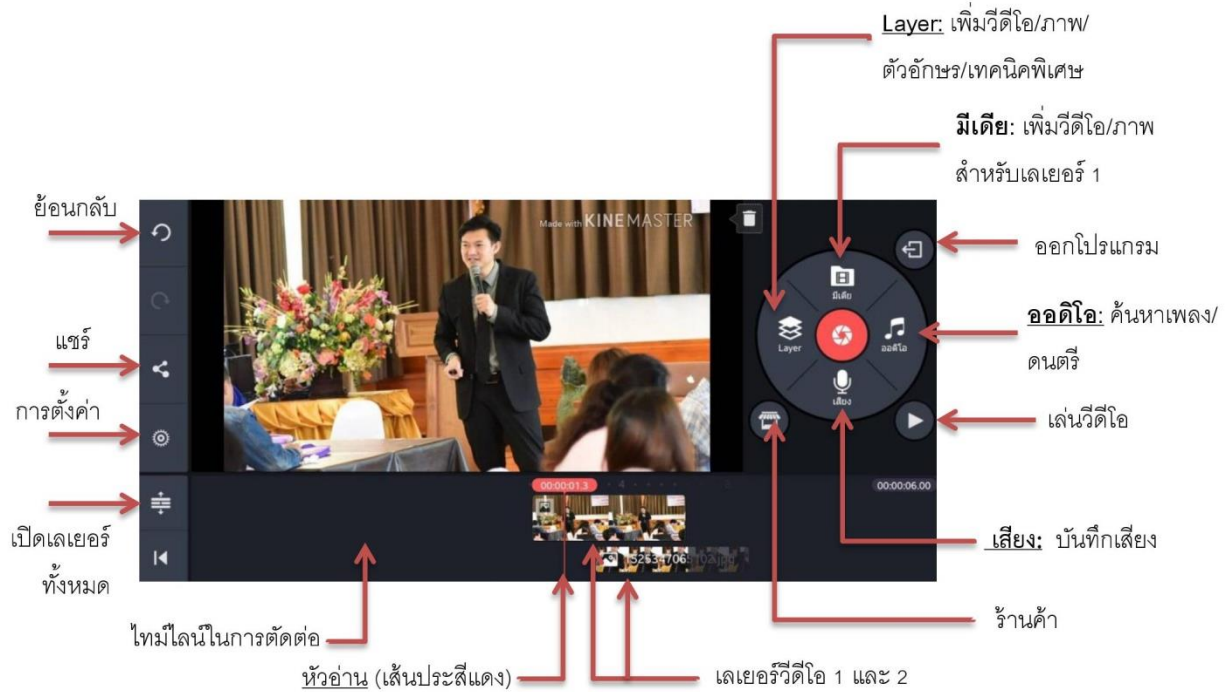 Layer: เพิ่มวีดีโอ/ภาพ/
ตัวอักษร/เทคนิคพิเศษ
มีเดีย: เพิ่มวีดีโอ/ภาพ
สำหรับเลเยอร์ 1
ย้อนกลับ
Made with KINEMASTER
ออกโปรแกรม
มีเดีย
ออดิโอ: ค้นหาเพลง/
ดนตรี
แชร์
Layer
ออดิโอ
การตั้งค่า
เสียง
เล่นวีดีโอ
00:00:01.3
4
00:00:06.00
เปิดเลเยอร์
ทั้งหมด
เสียง: บันทึกเสียง
ร้านค้า
ไทม์ไลน์ในการตัดต่อ
หัวอ่าน (เส้นประสีแดง)
เลเยอร์วีดีโอ 1 และ 2